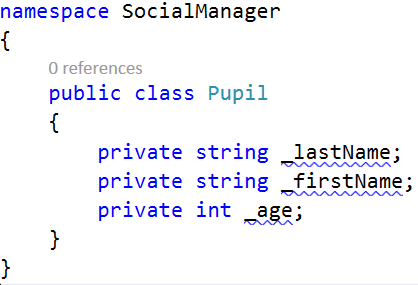 namespace SocialManager
{
0 references
public class Pupil
{
private string _lastName;
private string _firstName;
private int _age;
}
}